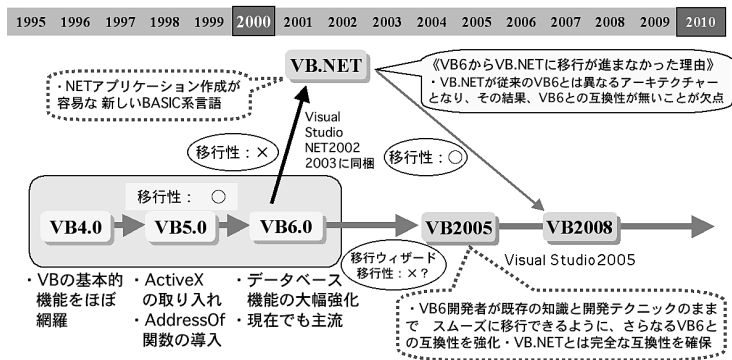 1995 1996 1997 1998 1999 2000 2001 2002 2003 2004 2005 2006 2007 2008 2009 2010
VB.NET
・NETアプリケーション作成が
容易な 新しいBASIC系言語
《VB6からVB.NETに移行が進まなかった理由》
・VB.NETが従来のVB6とは異なるアーキテクチャー
となり、その結果、VB6との互換性が無いことが欠点
移行性：×
Visual
Studio
NET2002
2003に同梱
移行性：○
移行性： ○
VB4.0
VB5.0
VB6.0
VB2005
VB2008
移行ウィザード
移行性：×？
Visual Studio2005
・VBの基本的
機能をほぼ
網羅
・ActiveX
の取り入れ
・AddressOf
関数の導入
・データベース
機能の大幅強化
・現在でも主流
・VB6開発者が既存の知識と開発テクニックのまま
で スムーズに移行できるように、さらなるVB6と
の互換性を強化・VB.NETとは完全な互換性を確保